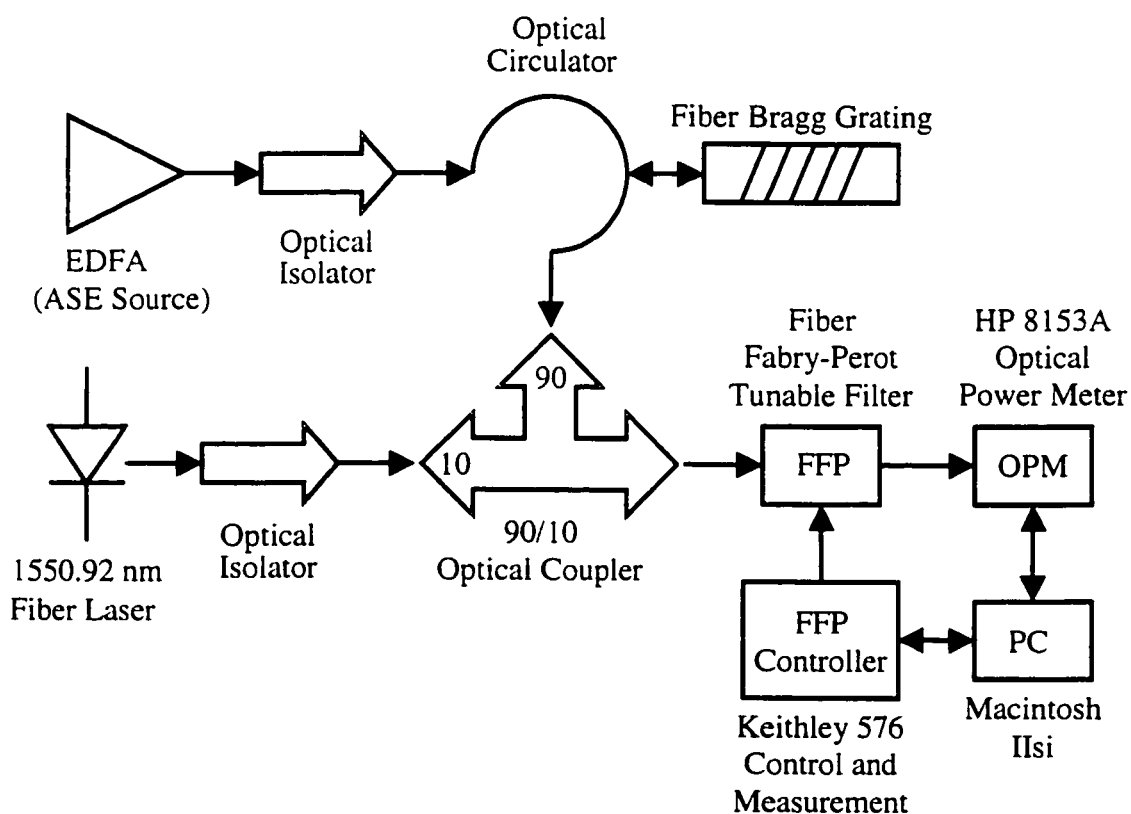 Optical
Circulator
Fiber Bragg Grating
EDFA
(ASE Source)
Optical
Isolator
90
10
90/10
Optical Coupler
1550.92 nm
Fiber Laser
Optical
Isolator
Fiber
Fabry-Perot
Tunable Filter
FFP
HP 8153A
Optical
Power Meter
OPM
FFP
Controller
Keithley 576
Control and
Measurement
PC
Macintosh
IIsi